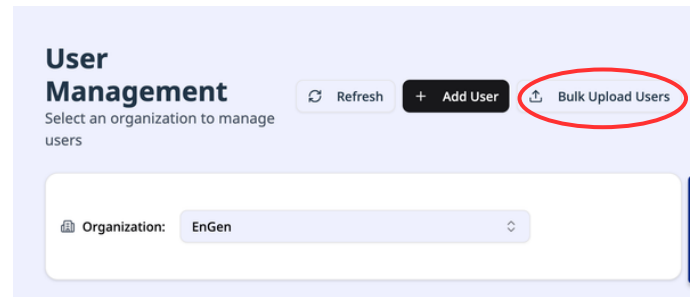 User
Management
Select an organization to manage
users
Refresh
Add User
Bulk Upload Users
Organization:
EnGen